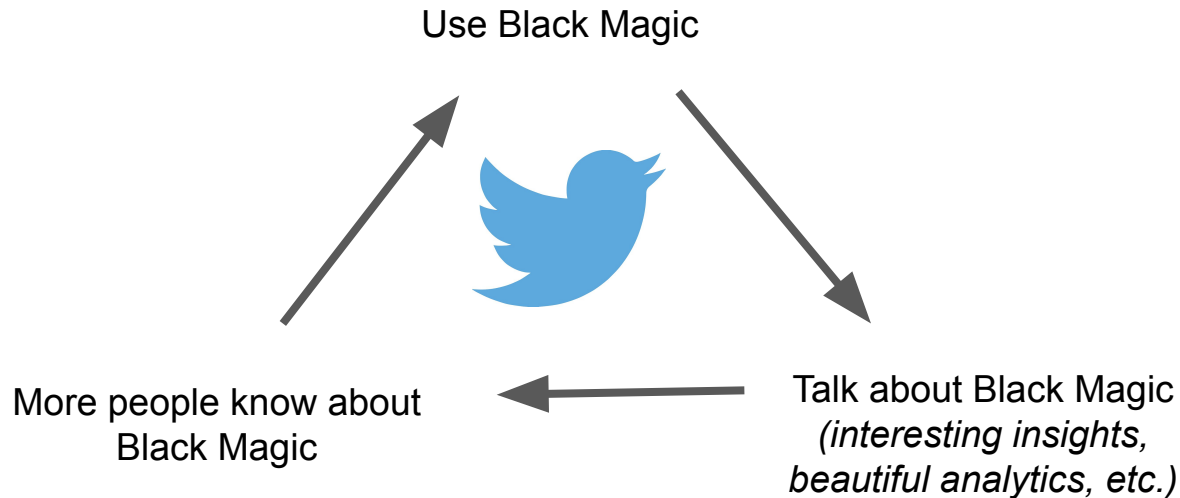 Use Black Magic
More people know about
Black Magic
Talk about Black Magic
(interesting insights,
beautiful analytics, etc.)